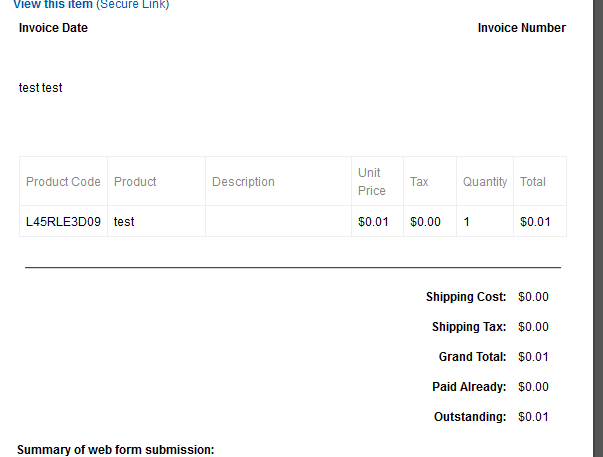 View this item (Secure Link)
Invoice Date Invoice Number
test test
Product Code Product Description Unit Price Tax Quantity Total
L45RLE3D09 test $0.01 $0.00 1 $0.01
Shipping Cost: $0.00
Shipping Tax: $0.00
Grand Total: $0.01
Paid Already: $0.00
Outstanding: $0.01
Summary of web form submission: